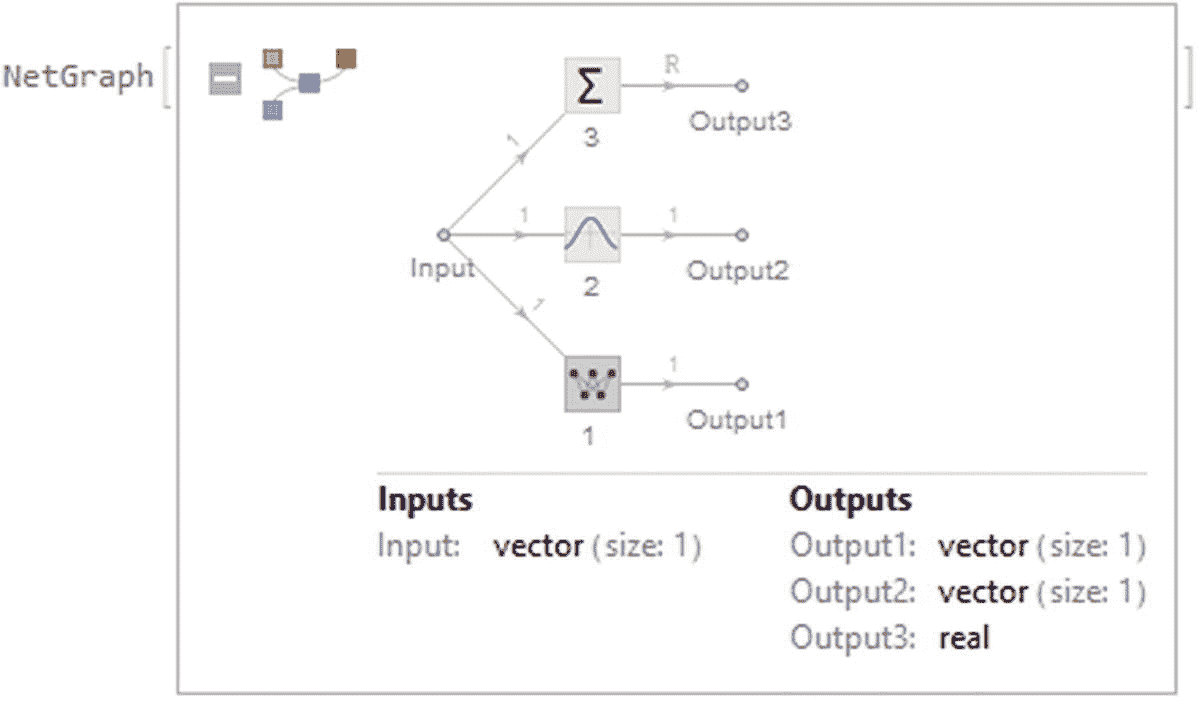 NetGraph [ ]
Σ
3
R
Output3
1
Input
1
2
1
Output2
1
1
1
Output1
Inputs
Input: vector (size: 1)
Outputs
Output1: vector (size: 1)
Output2: vector (size: 1)
Output3: real